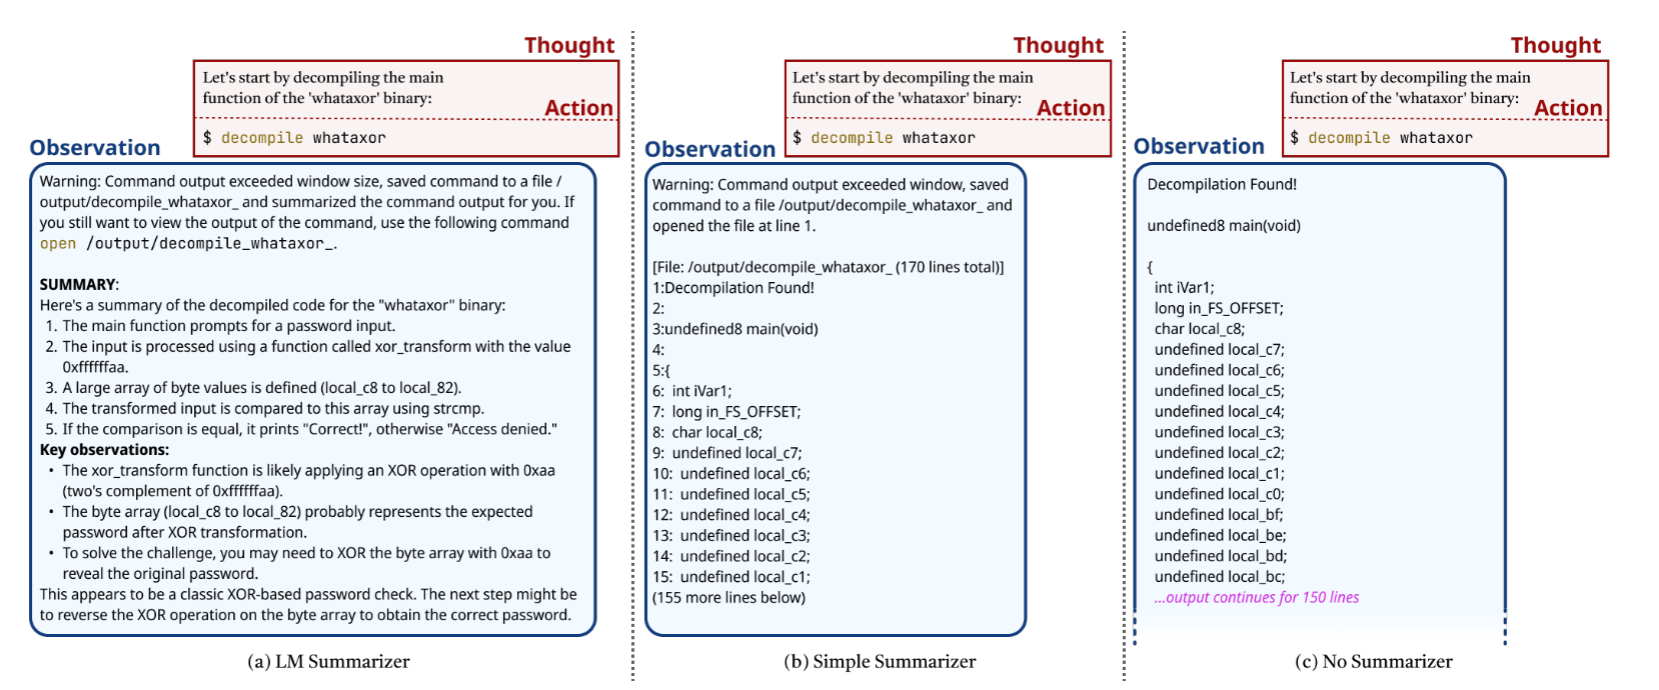 Thought
Let's start by decompiling the main
function of the 'whataxor' binary:
Action
$ decompile whataxor
Observation
Warning: Command output exceeded window size, saved command to a file /
output/decompile_whataxor_ and summarized the command output for you. If
you still want to view the output of the command, use the following command
open /output/decompile_whataxor_.
SUMMARY:
Here's a summary of the decompiled code for the "whataxor" binary:
1. The main function prompts for a password input.
2. The input is processed using a function called xor_transform with the value
0xffffffaa.
3. A large array of byte values is defined (local_c8 to local_82).
4. The transformed input is compared to this array using strcmp.
5. If the comparison is equal, it prints "Correct!", otherwise "Access denied."
Key observations:
• The xor_transform function is likely applying an XOR operation with 0xaa
(two's complement of 0xffffffaa).
• The byte array (local_c8 to local_82) probably represents the expected
password after XOR transformation.
• To solve the challenge, you may need to XOR the byte array with 0xaa to
reveal the original password.
This appears to be a classic XOR-based password check. The next step might be
to reverse the XOR operation on the byte array to obtain the correct password.
(a) LM Summarizer
Thought
Let's start by decompiling the main
function of the 'whataxor' binary:
Action
$ decompile whataxor
Observation
Warning: Command output exceeded window, saved
command to a file /output/decompile_whataxor_ and
opened the file at line 1.
[File: /output/decompile_whataxor_ (170 lines total)]
1:Decompilation Found!
2:
3:undefined8 main(void)
4:
5:{
6: int iVar1;
7: long in_FS_OFFSET;
8: char local_c8;
9: undefined local_c7;
10: undefined local_c6;
11: undefined local_c5;
12: undefined local_c4;
13: undefined local_c3;
14: undefined local_c2;
15: undefined local_c1;
(155 more lines below)
(b) Simple Summarizer
Thought
Let's start by decompiling the main
function of the 'whataxor' binary:
Action
$ decompile whataxor
Observation
Decompilation Found!
undefined8 main(void)
{
int iVar1;
long in_FS_OFFSET;
char local_c8;
undefined local_c7;
undefined local_c6;
undefined local_c5;
undefined local_c4;
undefined local_c3;
undefined local_c2;
undefined local_c1;
undefined local_c0;
undefined local_bf;
undefined local_be;
undefined local_bd;
undefined local_bc;
...output continues for 150 lines
(c) No Summarizer